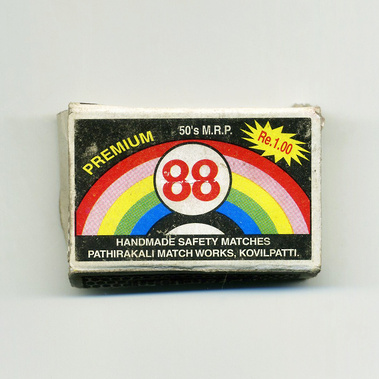 PREMIUM
50's M.R.P.
Re.1.00
88
HANDMADE SAFETY MATCHES
PATHIRAKALI MATCH WORKS, KOVILPATTI.